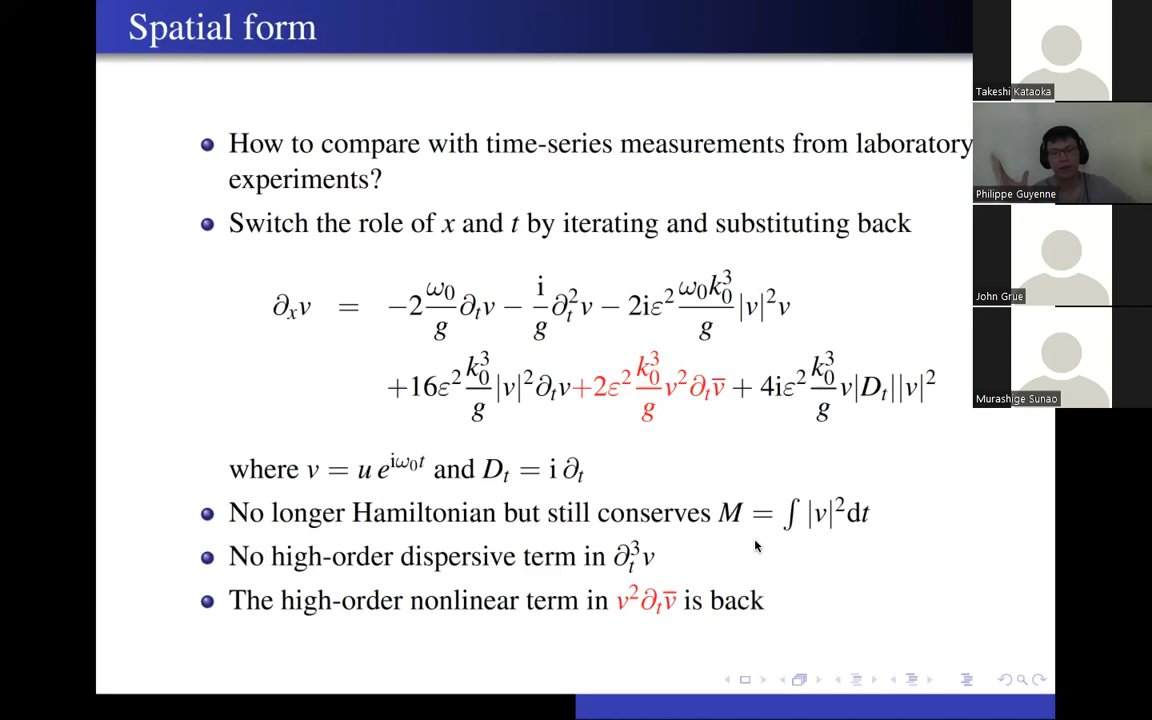 Spatial form
How to compare with time-series measurements from laboratory
experiments?
Switch the role of x and t by iterating and substituting back
∂ₓv = −2 ω₀/g ∂ₜv − i/g ∂ₜ²v − 2iε² ω₀k₀³/g |v|²v
+16ε² k₀³/g |v|²∂ₜv+2ε² k₀³/g v²∂ₜv̄ + 4iε² k₀³/g v|Dₜ||v|²
where v = u e^{iω₀t} and Dₜ = i ∂ₜ
No longer Hamiltonian but still conserves M = ∫ |v|²dt
No high-order dispersive term in ∂ₜ³v
The high-order nonlinear term in v²∂ₜv̄ is back
Takeshi Kataoka
Philippe Guyenne
John Grue
Murashige Sunao